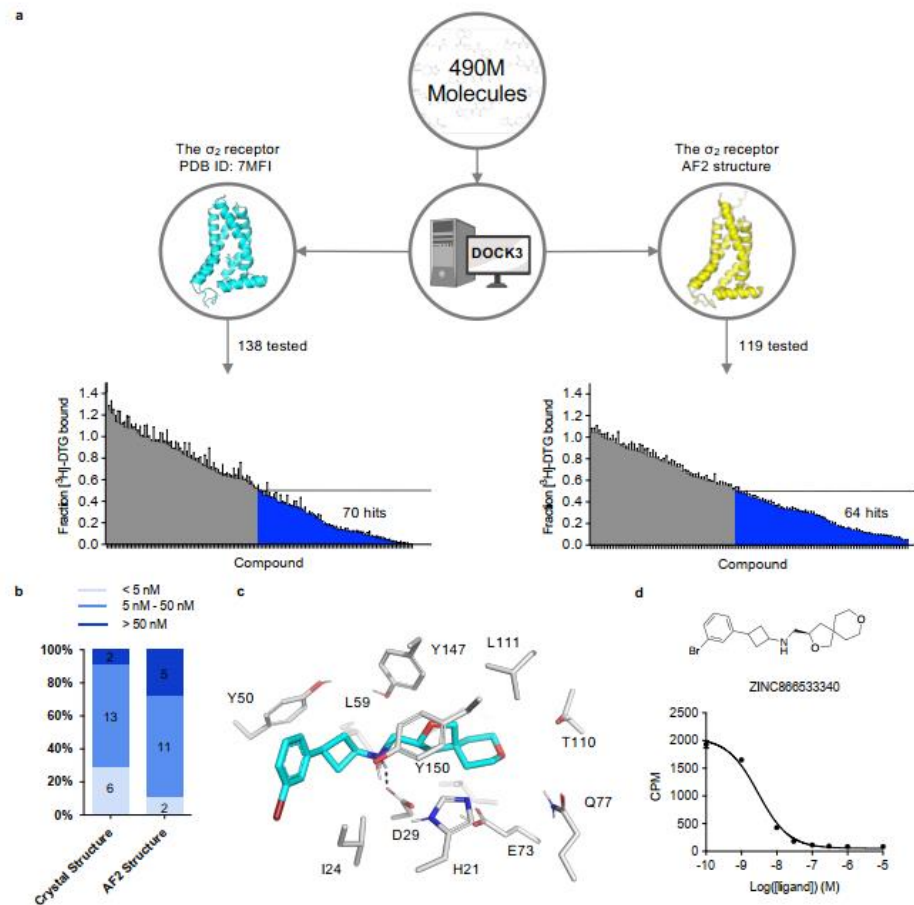 a
490M
Molecules
The σ₂ receptor
PDB ID: 7MFI
The σ₂ receptor
AF2 structure
DOCK3
138 tested
119 tested
Fraction [³H]-DTG bound
1.4
1.2
1.0
0.8
0.6
0.4
0.2
0.0
70 hits
Compound
Fraction [³H]-DTG bound
1.4
1.2
1.0
0.8
0.6
0.4
0.2
0.0
64 hits
Compound
b
< 5 nM
5 nM - 50 nM
> 50 nM
100%
80%
60%
40%
20%
0%
2
13
6
5
11
2
Crystal Structure
AF2 Structure
c
Y50
L59
Y147
L111
T110
Y150
Q77
D29
E73
I24
H21
d
Br
N
H
O
O
ZINC866533340
CPM
2500
2000
1500
1000
500
0
-10 -9 -8 -7 -6 -5
Log([ligand]) (M)